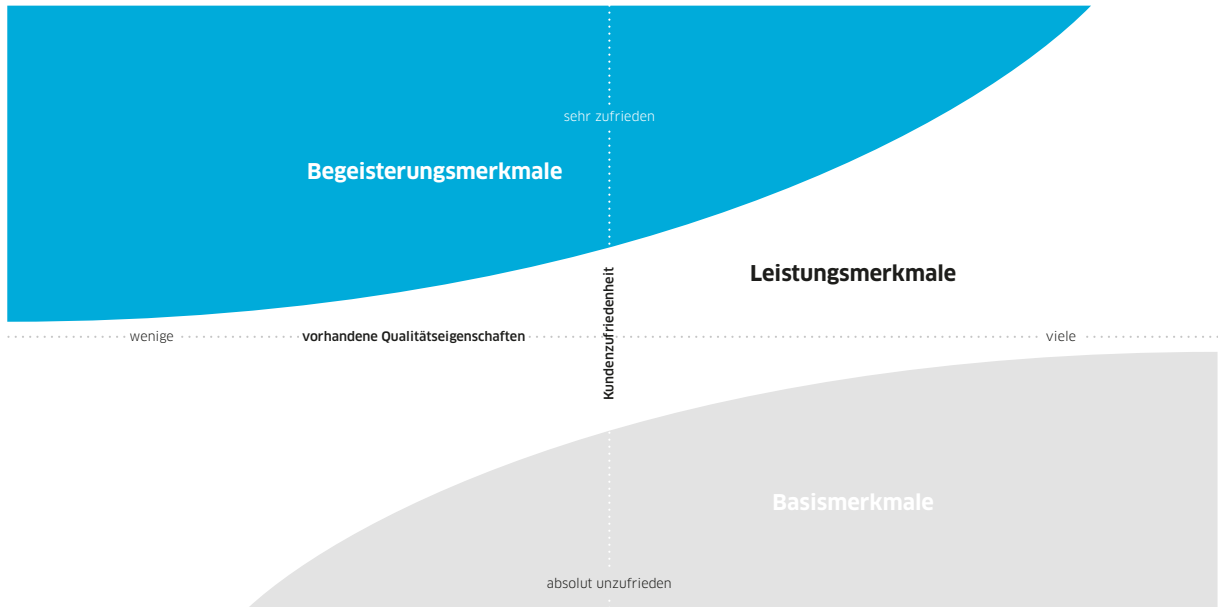 sehr zufrieden
Begeisterungsmerkmale
Leistungsmerkmale
Kundenzufriedenheit
wenige
vorhandene Qualitätseigenschaften
viele
Basismerkmale
absolut unzufrieden